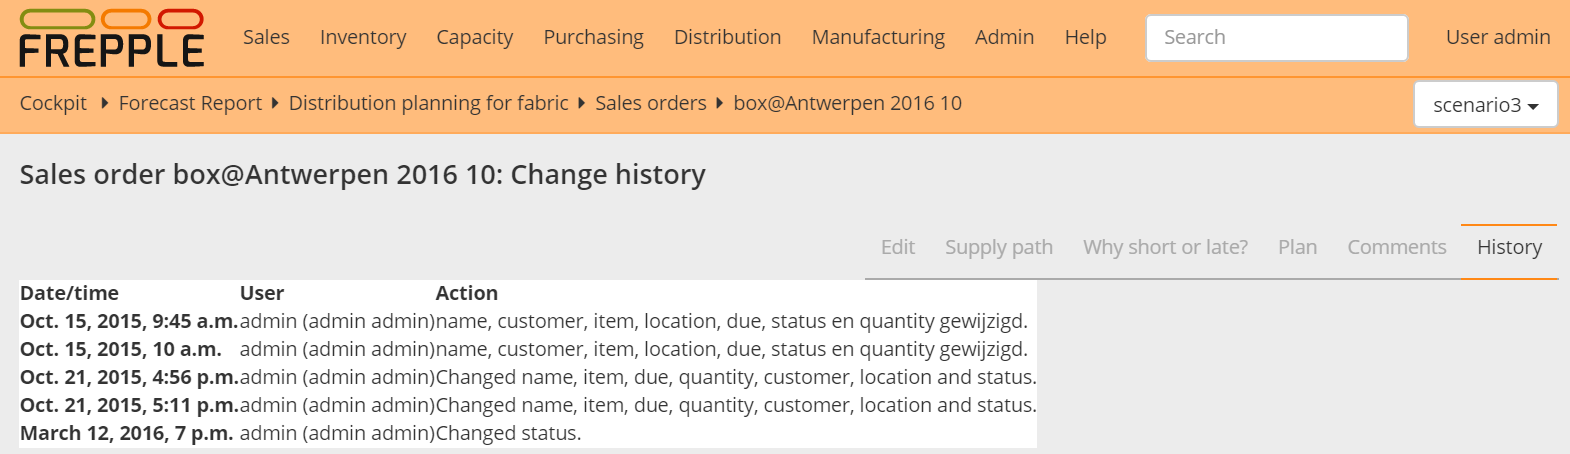 FREPPLE Sales Inventory Capacity Purchasing Distribution Manufacturing Admin Help Search User admin
Cockpit Forecast Report Distribution planning for fabric Sales orders box@Antwerpen 2016 10 scenario3
Sales order box@Antwerpen 2016 10: Change history
Edit Supply path Why short or late? Plan Comments History
Date/time User Action
Oct. 15, 2015, 9:45 a.m. admin (admin admin) name, customer, item, location, due, status en quantity gewijzigd.
Oct. 15, 2015, 10 a.m. admin (admin admin) name, customer, item, location, due, status en quantity gewijzigd.
Oct. 21, 2015, 4:56 p.m. admin (admin admin) Changed name, item, due, quantity, customer, location and status.
Oct. 21, 2015, 5:11 p.m. admin (admin admin) Changed name, item, due, quantity, customer, location and status.
March 12, 2016, 7 p.m. admin (admin admin) Changed status.